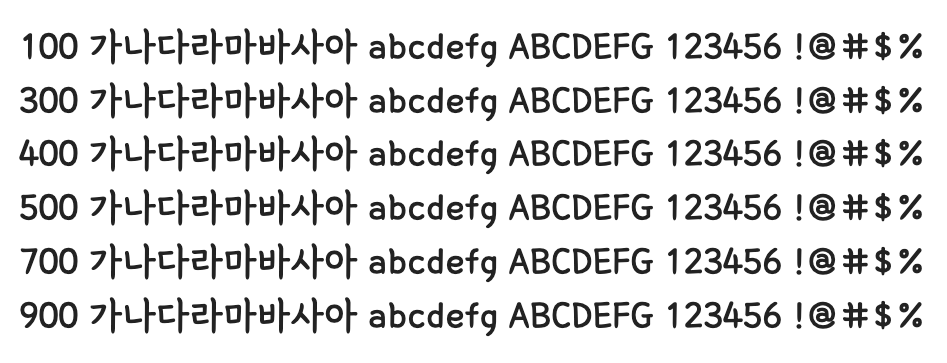 100 가나다라마바사아 abcdefg ABCDEFG 123456 !@#$%
300 가나다라마바사아 abcdefg ABCDEFG 123456 !@#$%
400 가나다라마바사아 abcdefg ABCDEFG 123456 !@#$%
500 가나다라마바사아 abcdefg ABCDEFG 123456 !@#$%
700 가나다라마바사아 abcdefg ABCDEFG 123456 !@#$%
900 가나다라마바사아 abcdefg ABCDEFG 123456 !@#$%